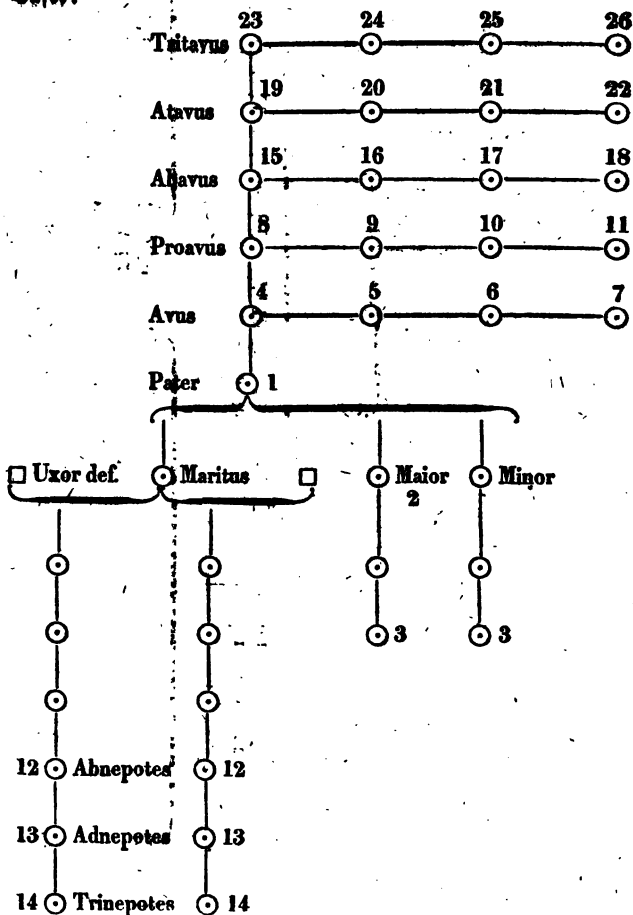 23 24 25 26
Tritavus
19 20 21 22
Atavus
15 16 17 18
Abavus
8 9 10 11
Proavus
4 5 6 7
Avus
Pater 1
Uxor def. Maritus Maior Minor
2
3 3
12 Abnepotes 12
13 Adnepotes 13
14 Trinepotes 14